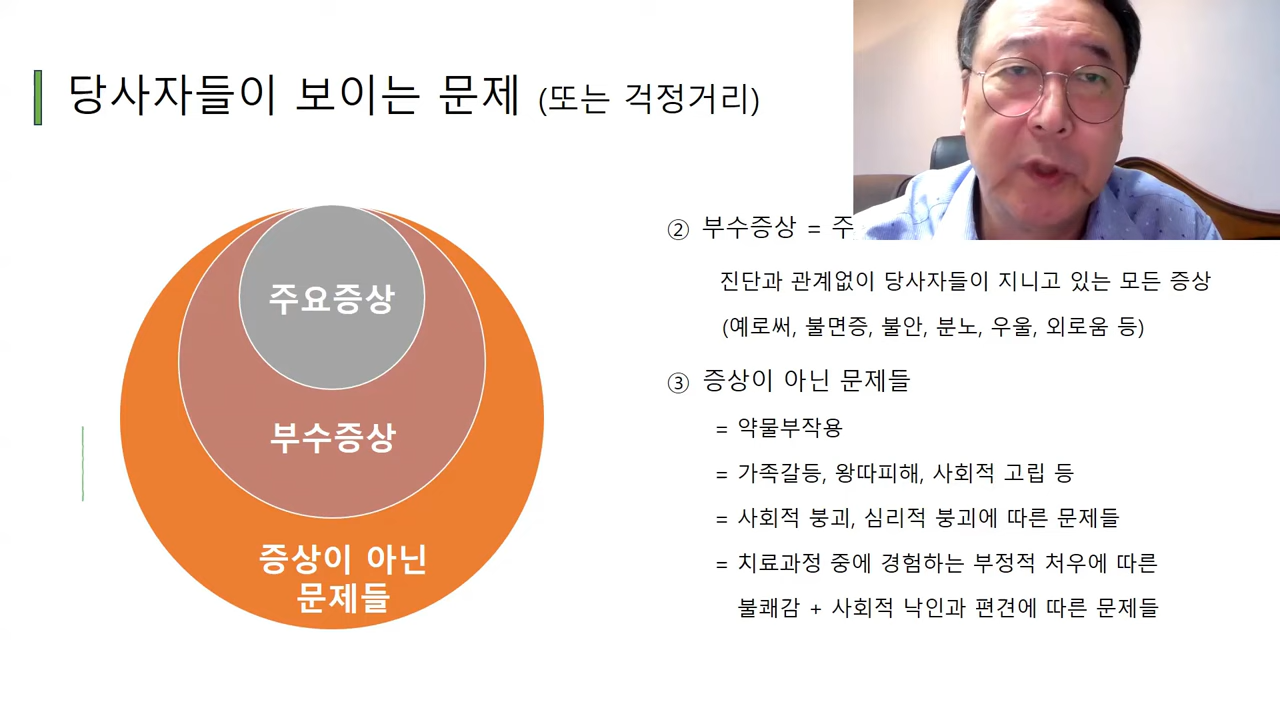 당사자들이 보이는 문제 (또는 걱정거리)
주요증상
부수증상
증상이 아닌
문제들
② 부수증상 = 주
진단과 관계없이 당사자들이 지니고 있는 모든 증상
(예로써, 불면증, 불안, 분노, 우울, 외로움 등)
③ 증상이 아닌 문제들
= 약물부작용
= 가족갈등, 왕따피해, 사회적 고립 등
= 사회적 붕괴, 심리적 붕괴에 따른 문제들
= 치료과정 중에 경험하는 부정적 처우에 따른
불쾌감 + 사회적 낙인과 편견에 따른 문제들